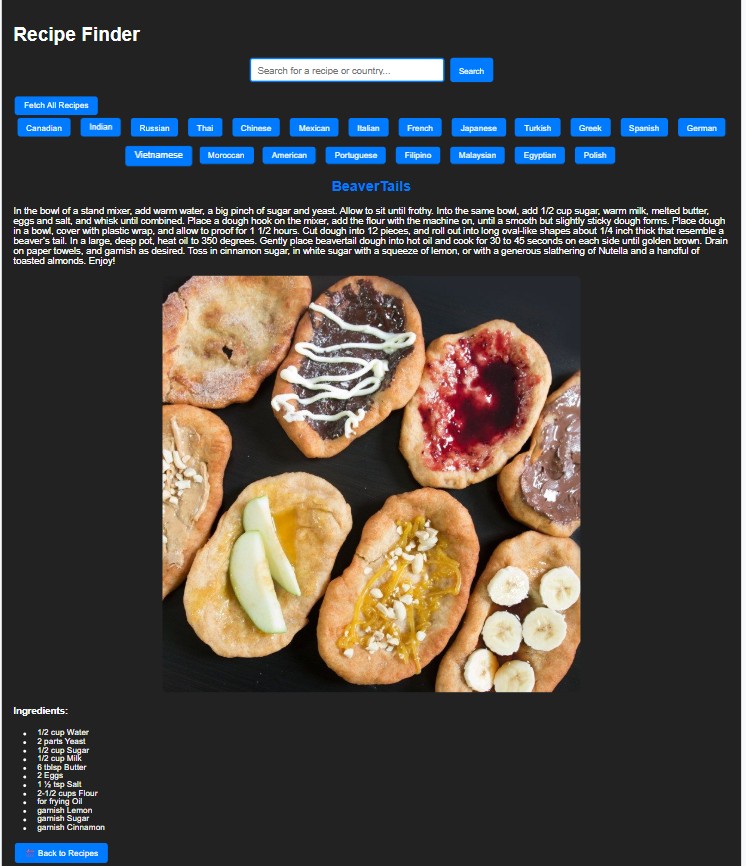 Recipe Finder
Search for a recipe or country...
Search
Fetch All Recipes
Canadian Indian Russian Thai Chinese Mexican Italian French Japanese Turkish Greek Spanish German
Vietnamese Moroccan American Portuguese Filipino Malaysian Egyptian Polish
BeaverTails
In the bowl of a stand mixer, add warm water, a big pinch of sugar and yeast. Allow to sit until frothy. Into the same bowl, add 1/2 cup sugar, warm milk, melted butter,
eggs and salt, and whisk until combined. Place a dough hook on the mixer, add the flour with the machine on, until a smooth but slightly sticky dough forms. Place dough
in a bowl, cover with plastic wrap, and allow to proof for 1 1/2 hours. Cut dough into 12 pieces, and roll out into long oval-like shapes about 1/4 inch thick that resemble a
beaver's tail. In a large, deep pot, heat oil to 350 degrees. Gently place beavertail dough into hot oil and cook for 30 to 45 seconds on each side until golden brown. Drain
on paper towels, and garnish as desired. Toss in cinnamon sugar, in white sugar with a squeeze of lemon, or with a generous slathering of Nutella and a handful of
toasted almonds. Enjoy!
Ingredients:
1/2 cup Water
2 parts Yeast
1/2 cup Sugar
1/2 cup Milk
6 tblsp Butter
2 Eggs
1 ½ tsp Salt
2-1/2 cups Flour
for frying Oil
garnish Lemon
garnish Sugar
garnish Cinnamon
Back to Recipes